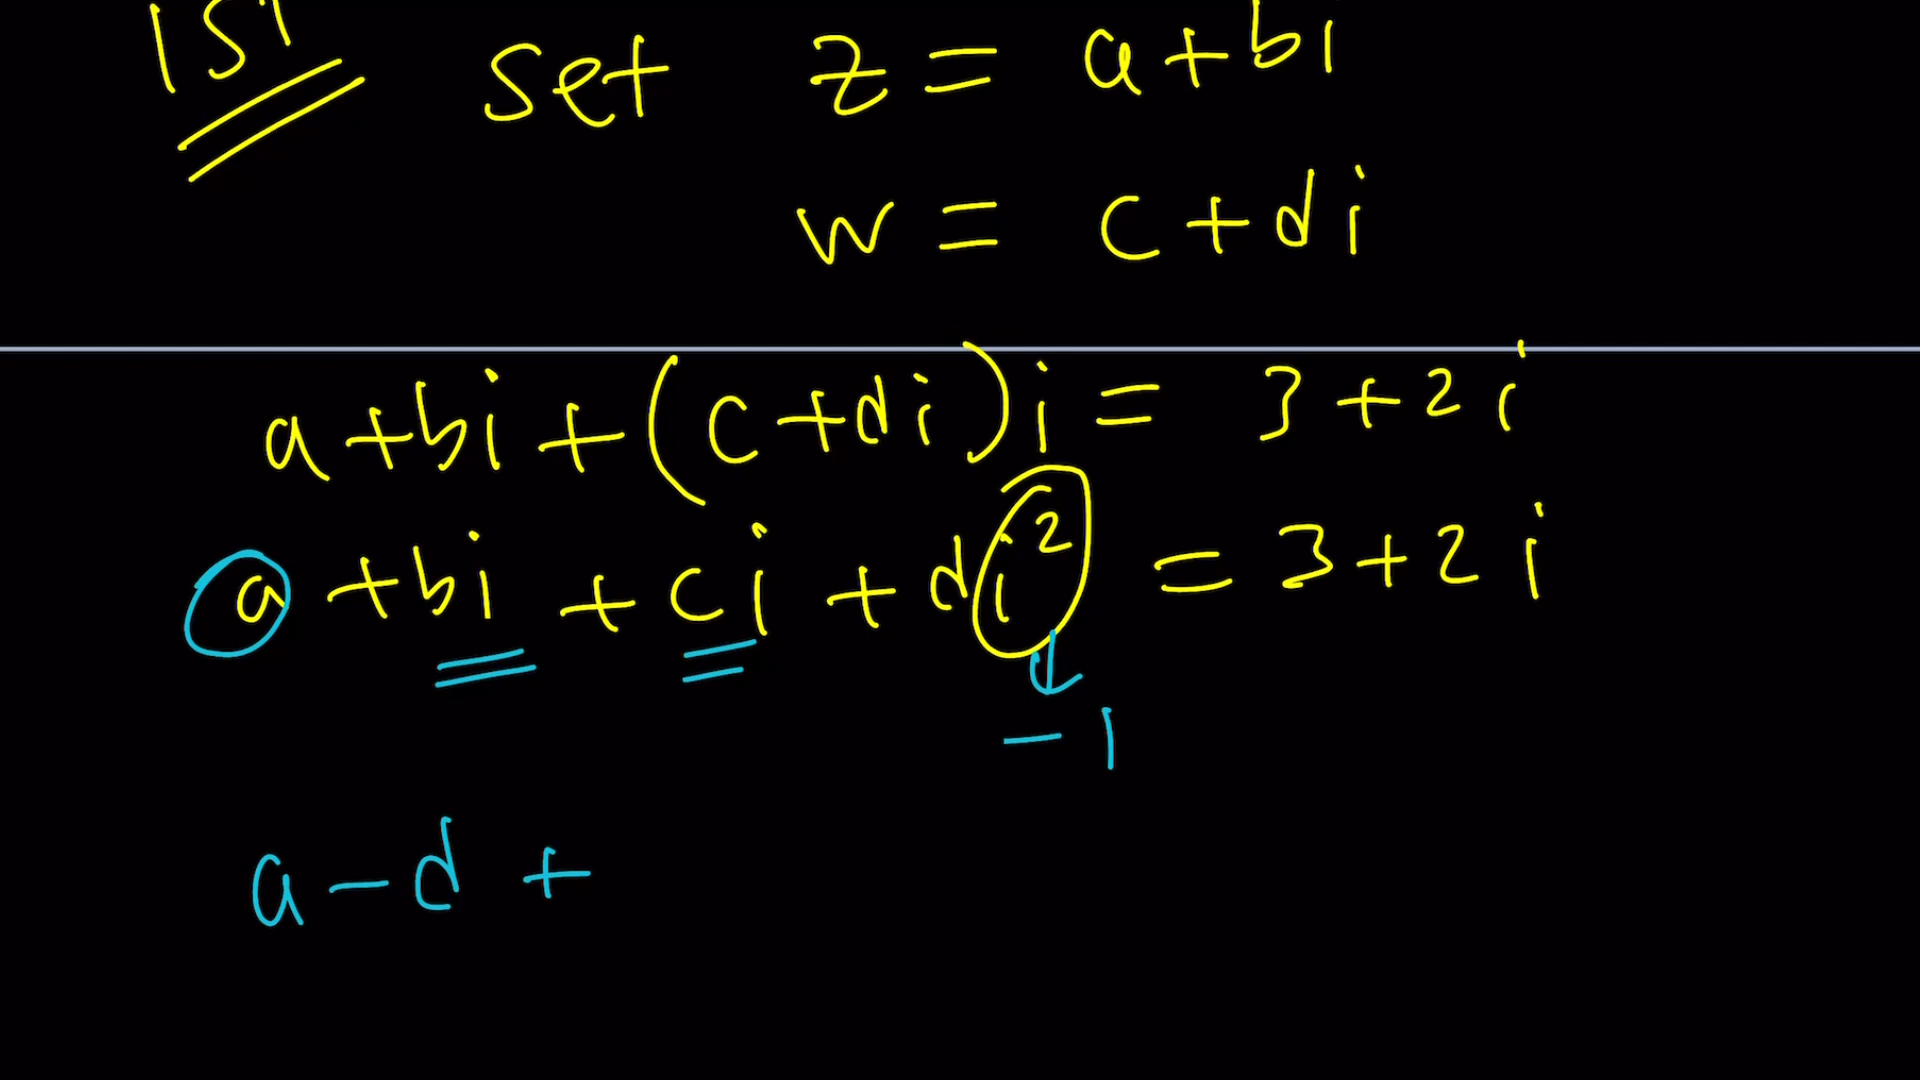 1st set z = a+bi
w = c+di
a+bi+(c+di)i = 3+2i
a+bi+ci+di² = 3+2i
-1
a-d+